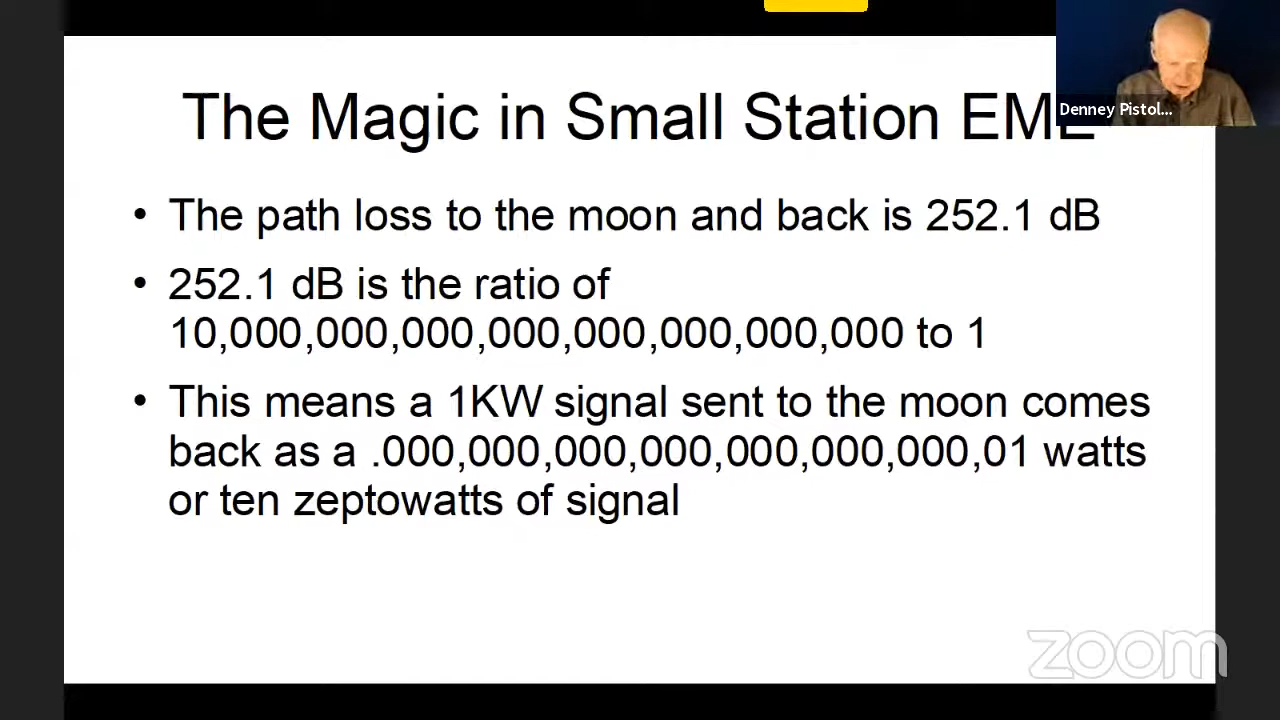 The Magic in Small Station EME
Denney Pistol...
• The path loss to the moon and back is 252.1 dB
• 252.1 dB is the ratio of
10,000,000,000,000,000,000,000,000 to 1
• This means a 1KW signal sent to the moon comes
back as a .000,000,000,000,000,000,000,01 watts
or ten zeptowatts of signal
zoom